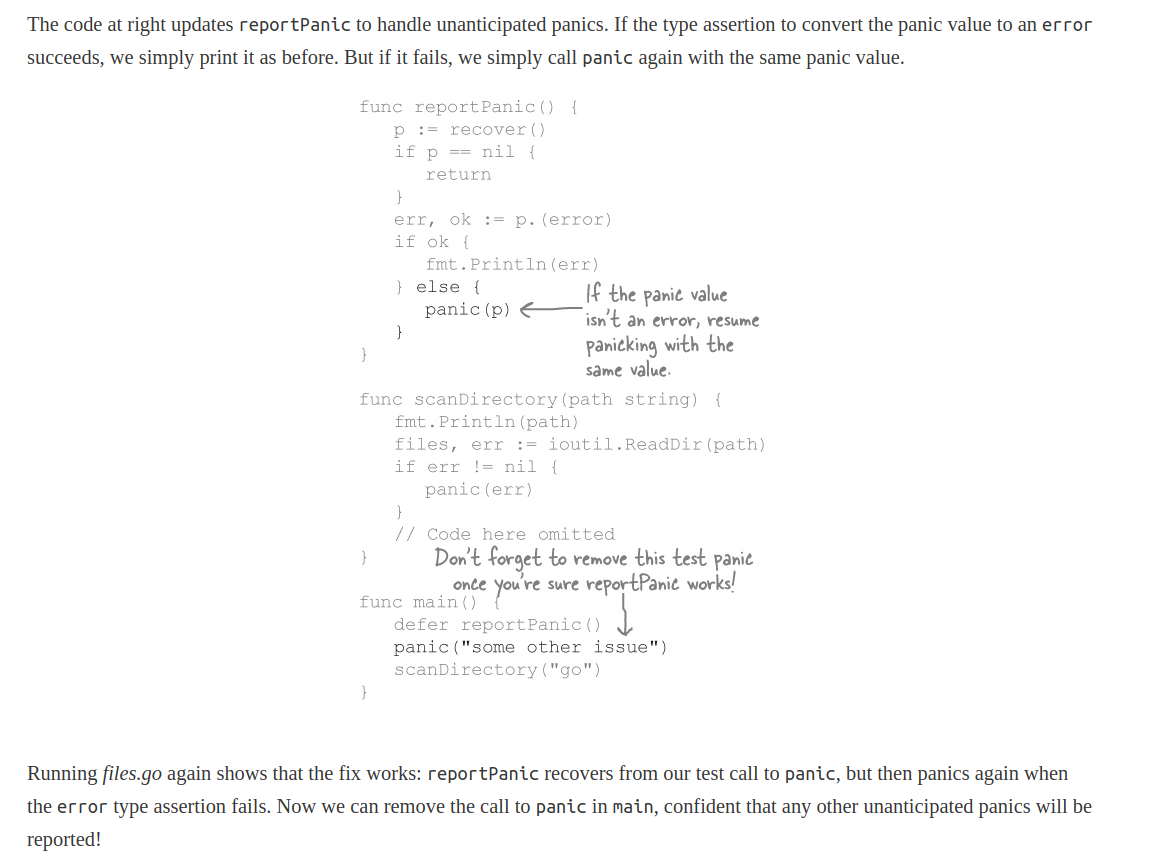 The code at right updates reportPanic to handle unanticipated panics. If the type assertion to convert the panic value to an error
succeeds, we simply print it as before. But if it fails, we simply call panic again with the same panic value.
func reportPanic() {
p := recover()
if p == nil {
return
}
err, ok := p.(error)
if ok {
fmt.Println(err)
} else {
panic(p)
}
}
If the panic value
isn't an error, resume
panicking with the
same value.
func scanDirectory(path string) {
fmt.Println(path)
files, err := ioutil.ReadDir(path)
if err != nil {
panic(err)
}
// Code here omitted
}
Don't forget to remove this test panic
once you're sure reportPanic works!
func main() {
defer reportPanic()
panic("some other issue")
scanDirectory("go")
}
Running files.go again shows that the fix works: reportPanic recovers from our test call to panic, but then panics again when
the error type assertion fails. Now we can remove the call to panic in main, confident that any other unanticipated panics will be
reported!